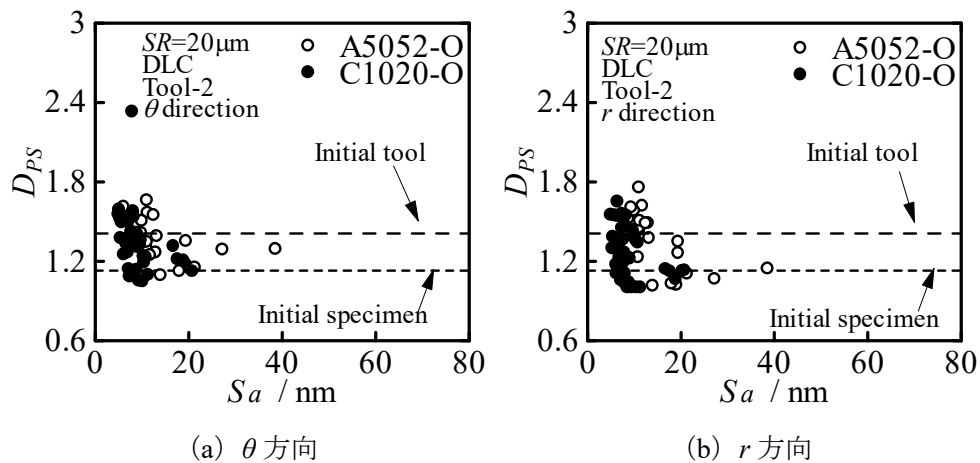 3
2.4
1.8
1.2
0.6
D_PS
SR=20μm
DLC
Tool-2
θ direction
A5052-O
C1020-O
Initial tool
Initial specimen
0 20 40 60 80
Sa / nm
(a) θ 方向
3
2.4
1.8
1.2
0.6
D_PS
SR=20μm
DLC
Tool-2
r direction
A5052-O
C1020-O
Initial tool
Initial specimen
0 20 40 60 80
Sa / nm
(b) r 方向